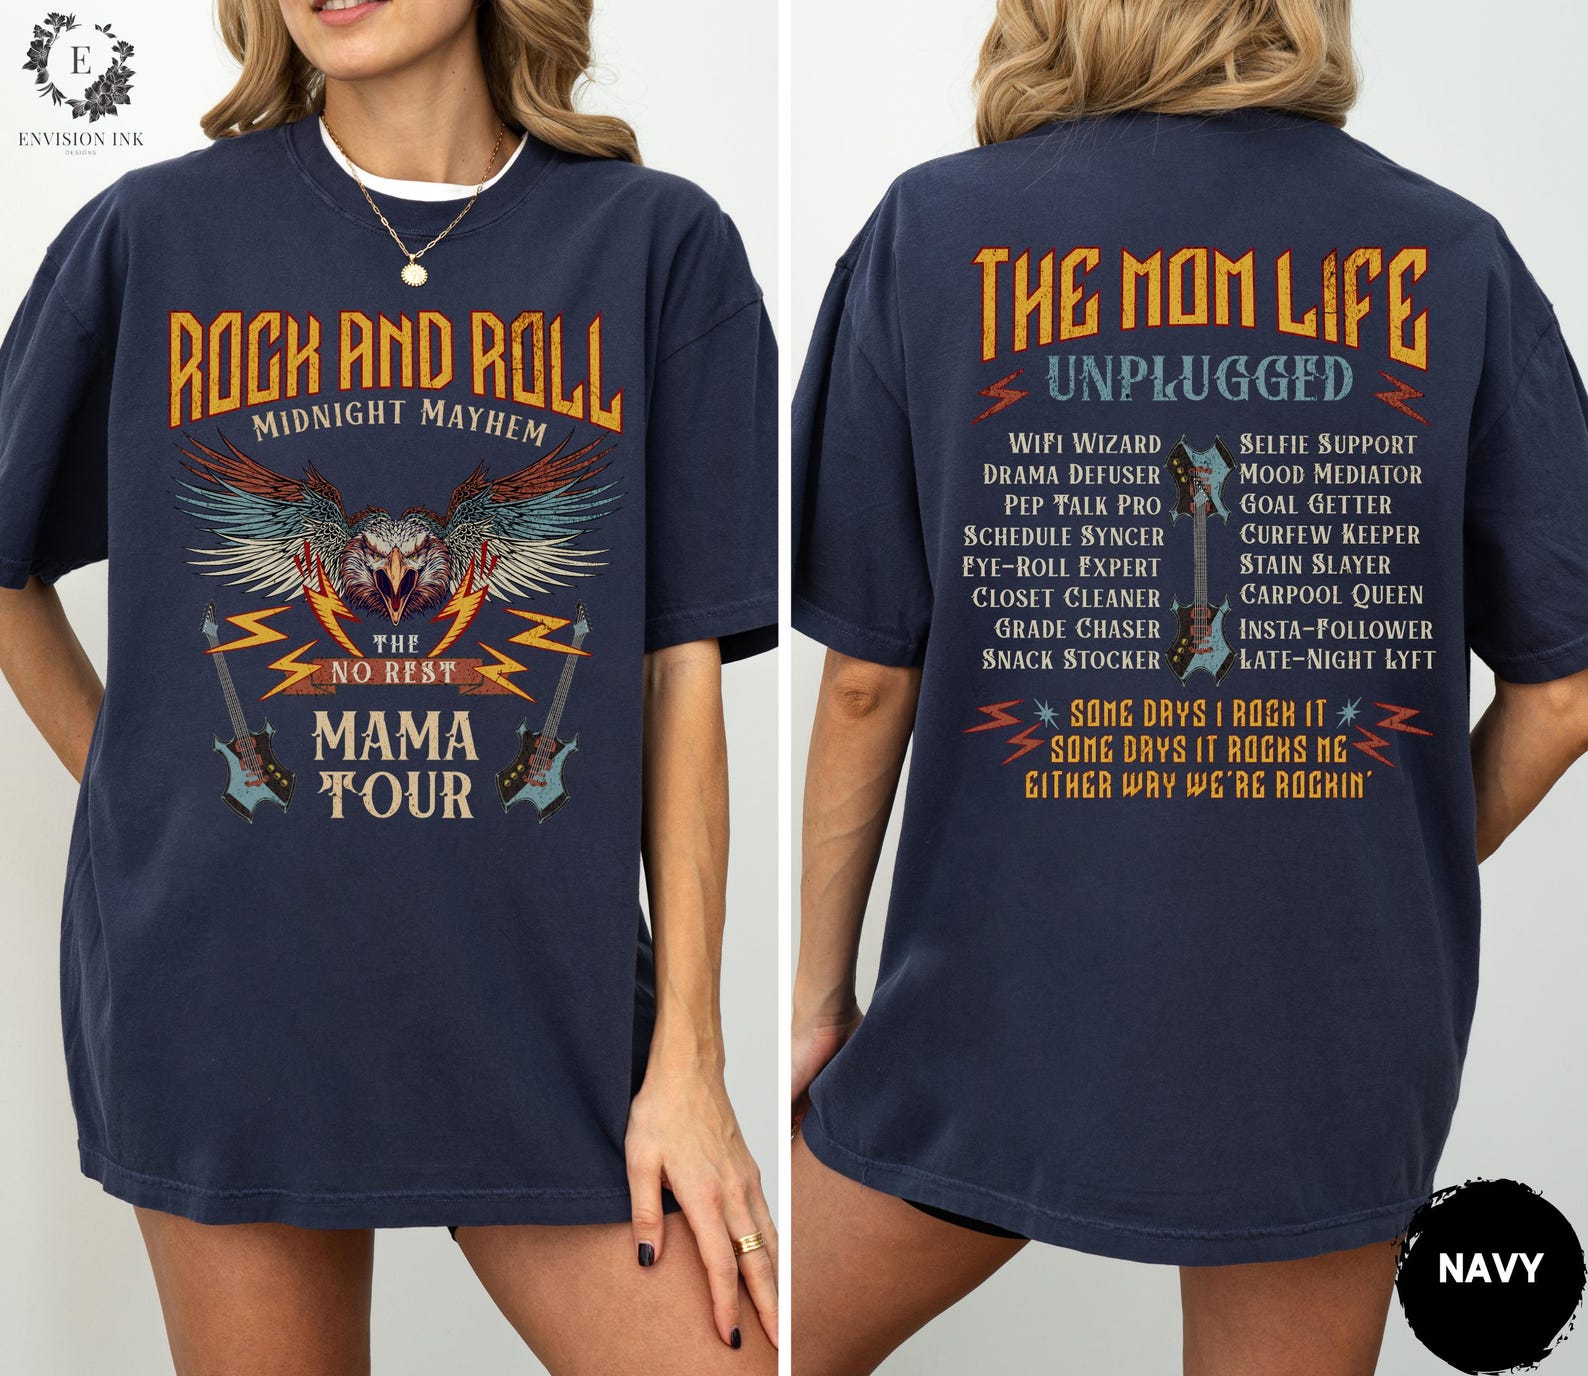 E
ENVISION INK
DESIGNS
ROCK AND ROLL
MIDNIGHT MAYHEM
THE
NO REST
MAMA
TOUR
THE MOM LIFE
UNPLUGGED
WIFI WIZARD
DRAMA DEFUSER
PEP TALK PRO
SCHEDULE SYNCER
EYE-ROLL EXPERT
CLOSET CLEANER
GRADE CHASER
SNACK STOCKER
SELFIE SUPPORT
MOOD MEDIATOR
GOAL GETTER
CURFEW KEEPER
STAIN SLAYER
CARPOOL QUEEN
INSTA-FOLLOWER
LATE-NIGHT LYFT
SOME DAYS I ROCK IT
SOME DAYS IT ROCKS ME
EITHER WAY WE'RE ROCKIN'
NAVY